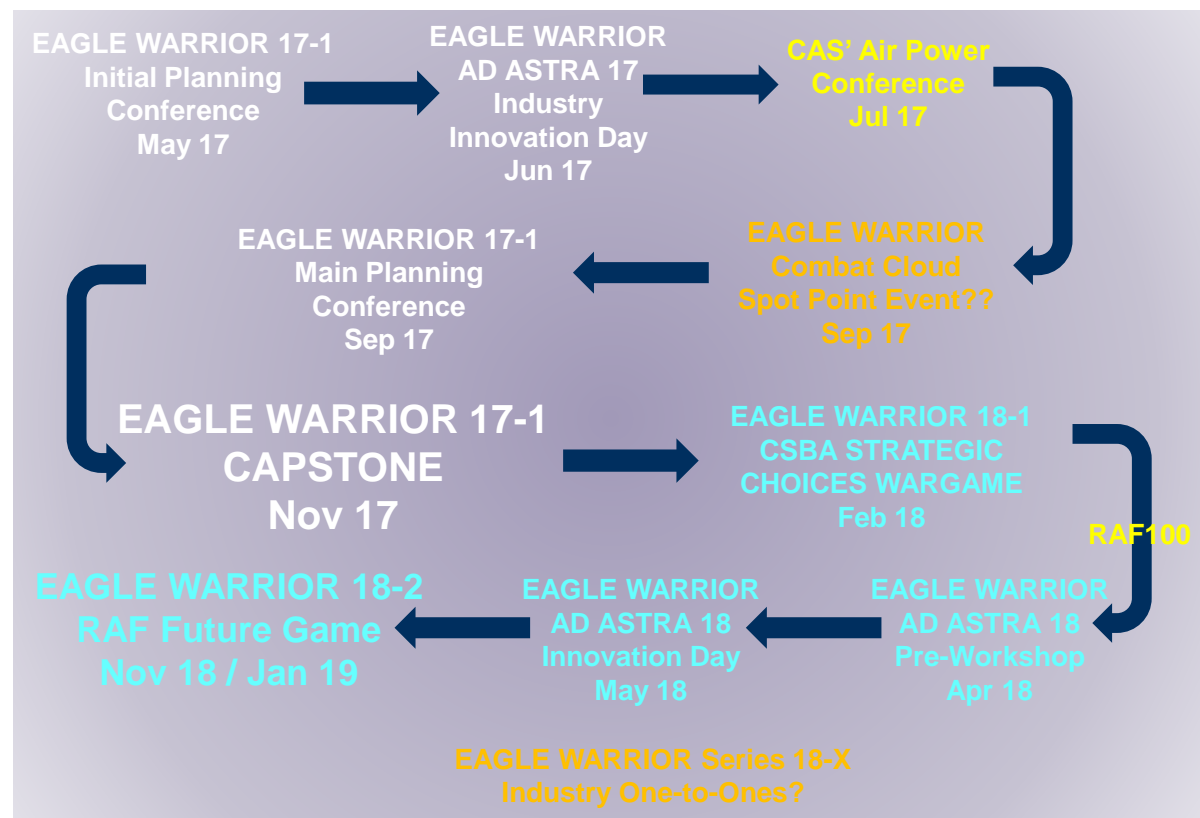 EAGLE WARRIOR 17-1
Initial Planning
Conference
May 17
EAGLE WARRIOR
AD ASTRA 17
Industry
Innovation Day
Jun 17
CAS' Air Power
Conference
Jul 17
EAGLE WARRIOR
Combat Cloud
Spot Point Event??
Sep 17
EAGLE WARRIOR 17-1
Main Planning
Conference
Sep 17
EAGLE WARRIOR 17-1
CAPSTONE
Nov 17
EAGLE WARRIOR 18-1
CSBA STRATEGIC
CHOICES WARGAME
Feb 18
RAF100
EAGLE WARRIOR
AD ASTRA 18
Pre-Workshop
Apr 18
EAGLE WARRIOR
AD ASTRA 18
Innovation Day
May 18
EAGLE WARRIOR 18-2
RAF Future Game
Nov 18 / Jan 19
EAGLE WARRIOR Series 18-X
Industry One-to-Ones?